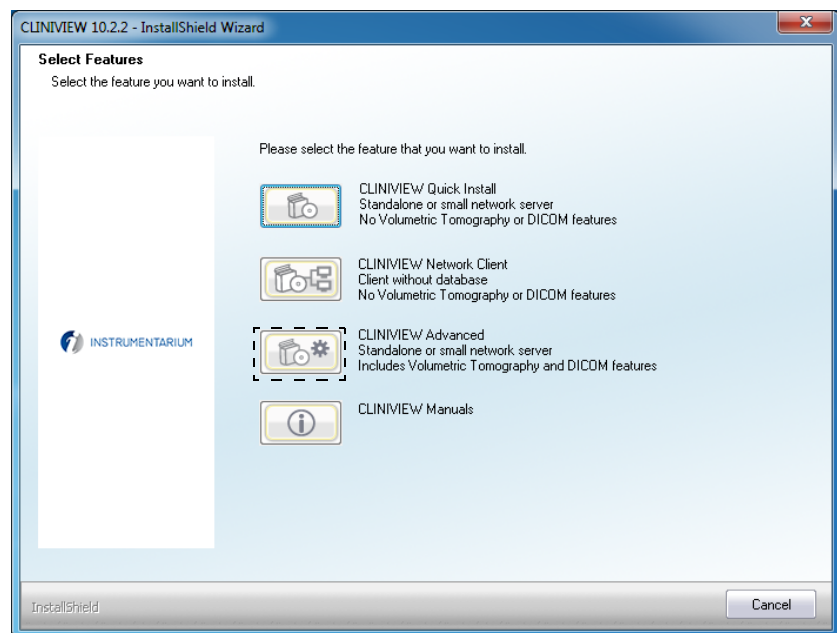 CLINIVIEW 10.2.2 - InstallShield Wizard
Select Features
Select the feature you want to install.
Please select the feature that you want to install.
CLINIVIEW Quick Install
Standalone or small network server
No Volumetric Tomography or DICOM features
CLINIVIEW Network Client
Client without database
No Volumetric Tomography or DICOM features
INSTRUMENTARIUM
CLINIVIEW Advanced
Standalone or small network server
Includes Volumetric Tomography and DICOM features
CLINIVIEW Manuals
InstallShield
Cancel